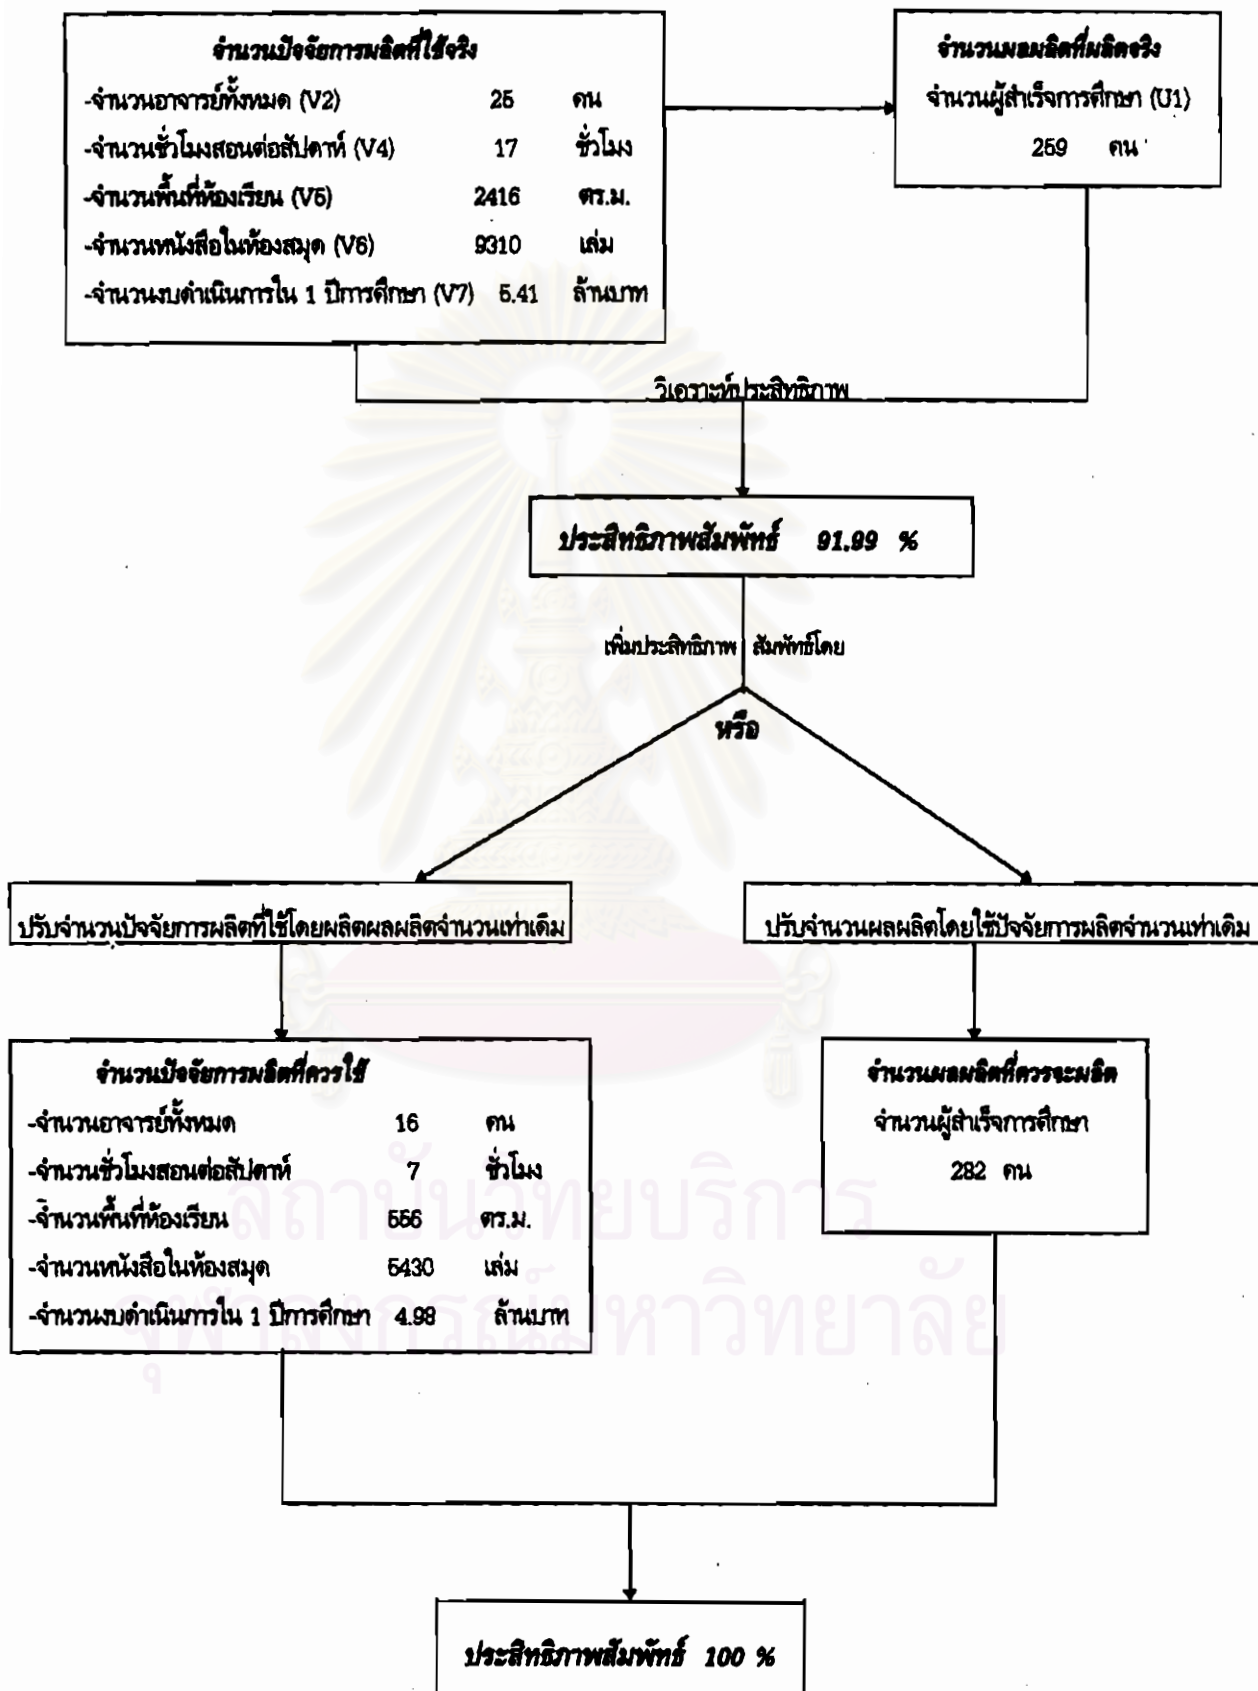 จำนวนปัจจัยการผลิตที่ใช้จริง
-จำนวนอาจารย์ทั้งหมด (V2) 25 คน
-จำนวนชั่วโมงสอนต่อสัปดาห์ (V4) 17 ชั่วโมง
-จำนวนพื้นที่ห้องเรียน (V5) 2416 ตร.ม.
-จำนวนหนังสือในห้องสมุด (V6) 9310 เล่ม
-จำนวนงบดำเนินการใน 1 ปีการศึกษา (V7) 5.41 ล้านบาท
จำนวนผลผลิตที่ผลิตจริง
จำนวนผู้สำเร็จการศึกษา (U1)
259 คน
วิเคราะห์ประสิทธิภาพ
ประสิทธิภาพสัมพัทธ์ 91.99 %
เพิ่มประสิทธิภาพ สัมพัทธ์โดย
หรือ
ปรับจำนวนปัจจัยการผลิตที่ใช้โดยผลิตผลผลิตจำนวนเท่าเดิม
ปรับจำนวนผลผลิตโดยใช้ปัจจัยการผลิตจำนวนเท่าเดิม
จำนวนปัจจัยการผลิตที่ควรใช้
-จำนวนอาจารย์ทั้งหมด 16 คน
-จำนวนชั่วโมงสอนต่อสัปดาห์ 7 ชั่วโมง
-จำนวนพื้นที่ห้องเรียน 556 ตร.ม.
-จำนวนหนังสือในห้องสมุด 5430 เล่ม
-จำนวนงบดำเนินการใน 1 ปีการศึกษา 4.98 ล้านบาท
จำนวนผลผลิตที่ควรจะผลิต
จำนวนผู้สำเร็จการศึกษา
282 คน
สถาบันวิทยบริการ
จุฬาลงกรณ์มหาวิทยาลัย
ประสิทธิภาพสัมพัทธ์ 100 %